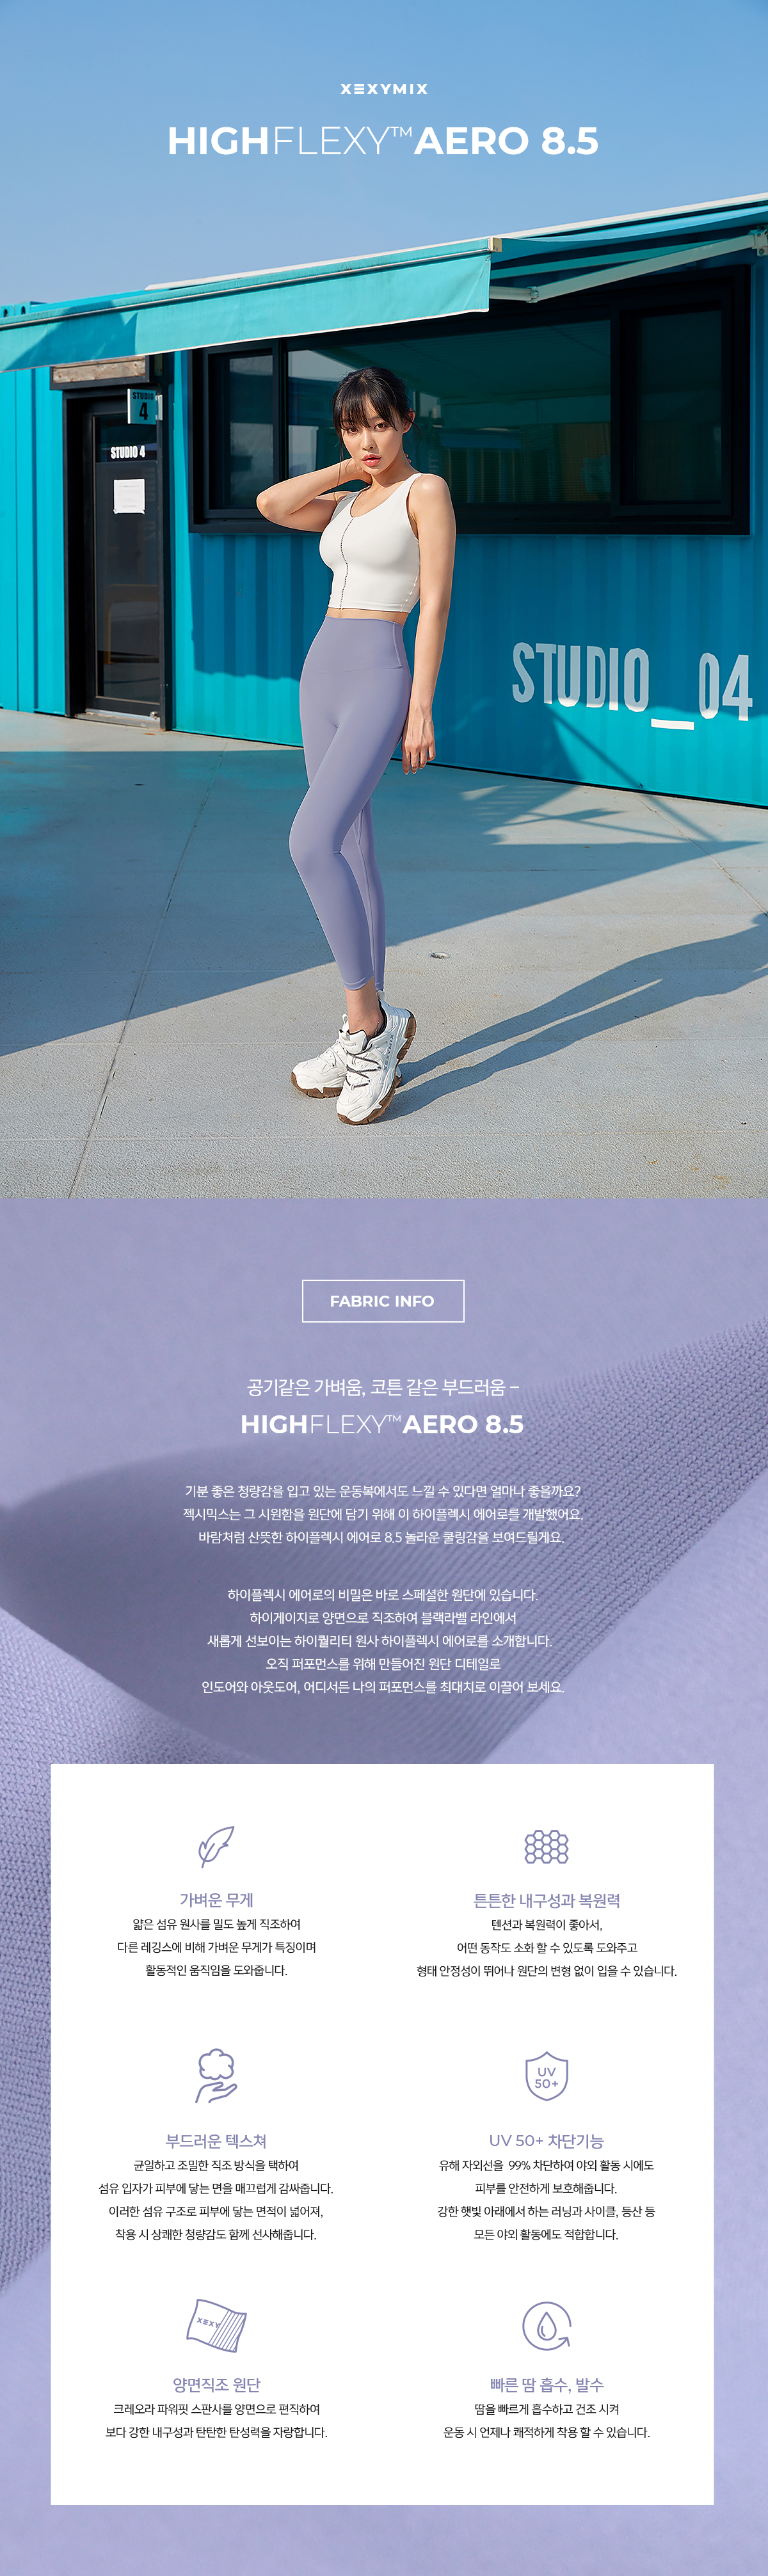 XEXYMIX
HIGHFLEXY™ AERO 8.5
STUDIO
4
STUDIO 4
STUDIO_04
FABRIC INFO
공기같은 가벼움, 코튼 같은 부드러움 –
HIGHFLEXY™ AERO 8.5
기분 좋은 청량감을 입고 있는 운동복에서도 느낄 수 있다면 얼마나 좋을까요?
젝시믹스는 그 시원함을 원단에 담기 위해 이 하이플렉시 에어로를 개발했어요.
바람처럼 산뜻한 하이플렉시 에어로 8.5 놀라운 쿨링감을 보여드릴게요.
하이플렉시 에어로의 비밀은 바로 스페셜한 원단에 있습니다.
하이게이지로 양면으로 직조하여 블랙라벨 라인에서
새롭게 선보이는 하이퀄리티 원사 하이플렉시 에어로를 소개합니다.
오직 퍼포먼스를 위해 만들어진 원단 디테일로
인도어와 아웃도어, 어디서든 나의 퍼포먼스를 최대치로 이끌어 보세요.
가벼운 무게
얇은 섬유 원사를 밀도 높게 직조하여
다른 레깅스에 비해 가벼운 무게가 특징이며
활동적인 움직임을 도와줍니다.
튼튼한 내구성과 복원력
텐션과 복원력이 좋아서,
어떤 동작도 소화 할 수 있도록 도와주고
형태 안정성이 뛰어나 원단의 변형 없이 입을 수 있습니다.
부드러운 텍스쳐
균일하고 조밀한 직조 방식을 택하여
섬유 입자가 피부에 닿는 면을 매끄럽게 감싸줍니다.
이러한 섬유 구조로 피부에 닿는 면적이 넓어져,
착용 시 상쾌한 청량감도 함께 선사해줍니다.
UV
50+
UV 50+ 차단기능
유해 자외선을 99% 차단하여 야외 활동 시에도
피부를 안전하게 보호해줍니다.
강한 햇빛 아래에서 하는 러닝과 사이클, 등산 등
모든 야외 활동에도 적합합니다.
XEXY
양면직조 원단
크레오라 파워핏 스판사를 양면으로 편직하여
보다 강한 내구성과 탄탄한 탄성력을 자랑합니다.
빠른 땀 흡수, 발수
땀을 빠르게 흡수하고 건조 시켜
운동 시 언제나 쾌적하게 착용 할 수 있습니다.